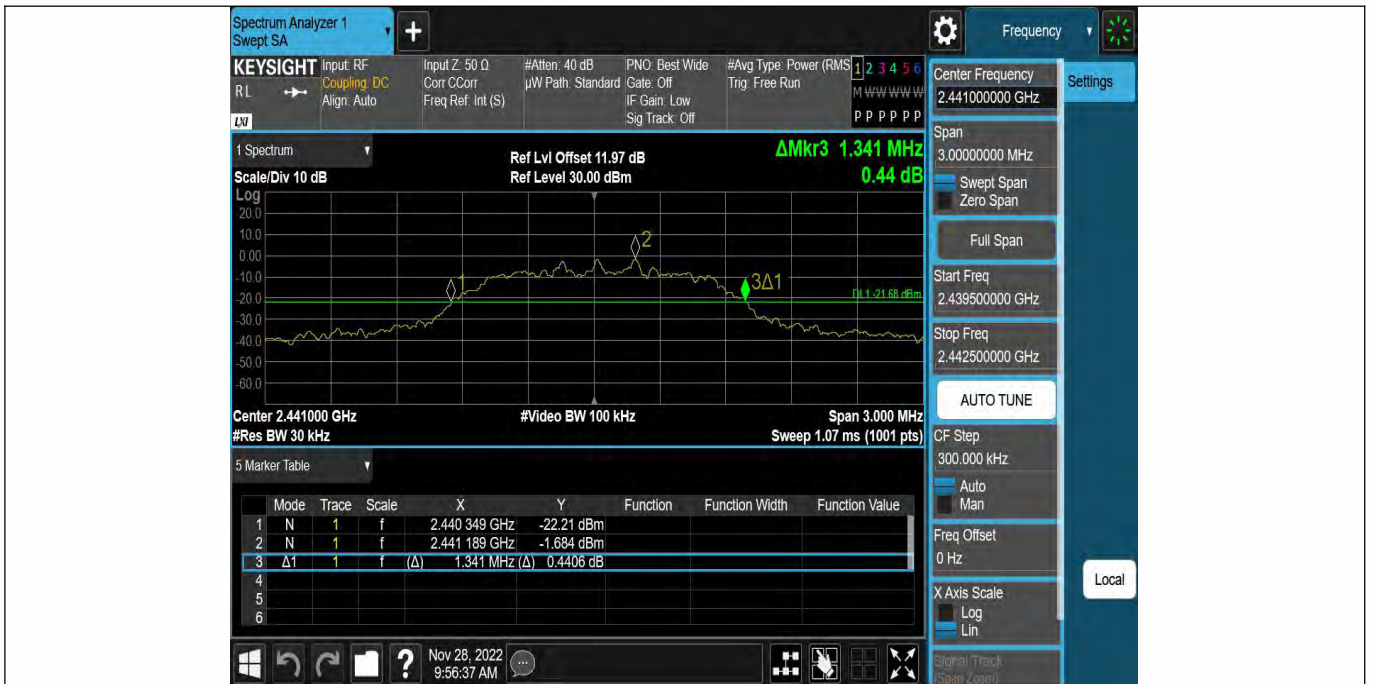 Spectrum Analyzer 1
Swept SA
+
Frequency
KEYSIGHT
RL
LXI
Input: RF
Coupling: DC
Align: Auto
Input Z: 50 Ω
Corr CCorr
Freq Ref: Int (S)
#Atten: 40 dB
µW Path: Standard
PNO: Best Wide
Gate: Off
IF Gain: Low
Sig Track: Off
#Avg Type: Power (RMS
Trig: Free Run
1 2 3 4 5 6
M W W W W W
P P P P P P
1 Spectrum
Scale/Div 10 dB
Ref Lvl Offset 11.97 dB
Ref Level 30.00 dBm
ΔMkr3 1.341 MHz
0.44 dB
Log
20.0
10.0
0.00
-10.0
-20.0
-30.0
-40.0
-50.0
-60.0
1
2
3Δ1
DL1 -21.68 dBm
Center 2.441000 GHz
#Video BW 100 kHz
Span 3.000 MHz
#Res BW 30 kHz
Sweep 1.07 ms (1001 pts)
5 Marker Table
Mode Trace Scale X Y Function Function Width Function Value
1 N 1 f 2.440 349 GHz -22.21 dBm
2 N 1 f 2.441 189 GHz -1.684 dBm
3 Δ1 1 f (Δ) 1.341 MHz (Δ) 0.4406 dB
4
5
6
Nov 28, 2022
9:56:37 AM
?
Center Frequency
2.441000000 GHz
Settings
Span
3.00000000 MHz
Swept Span
Zero Span
Full Span
Start Freq
2.439500000 GHz
Stop Freq
2.442500000 GHz
AUTO TUNE
CF Step
300.000 kHz
Auto
Man
Freq Offset
0 Hz
X Axis Scale
Log
Lin
Signal Track
(Span Zoom)
Local